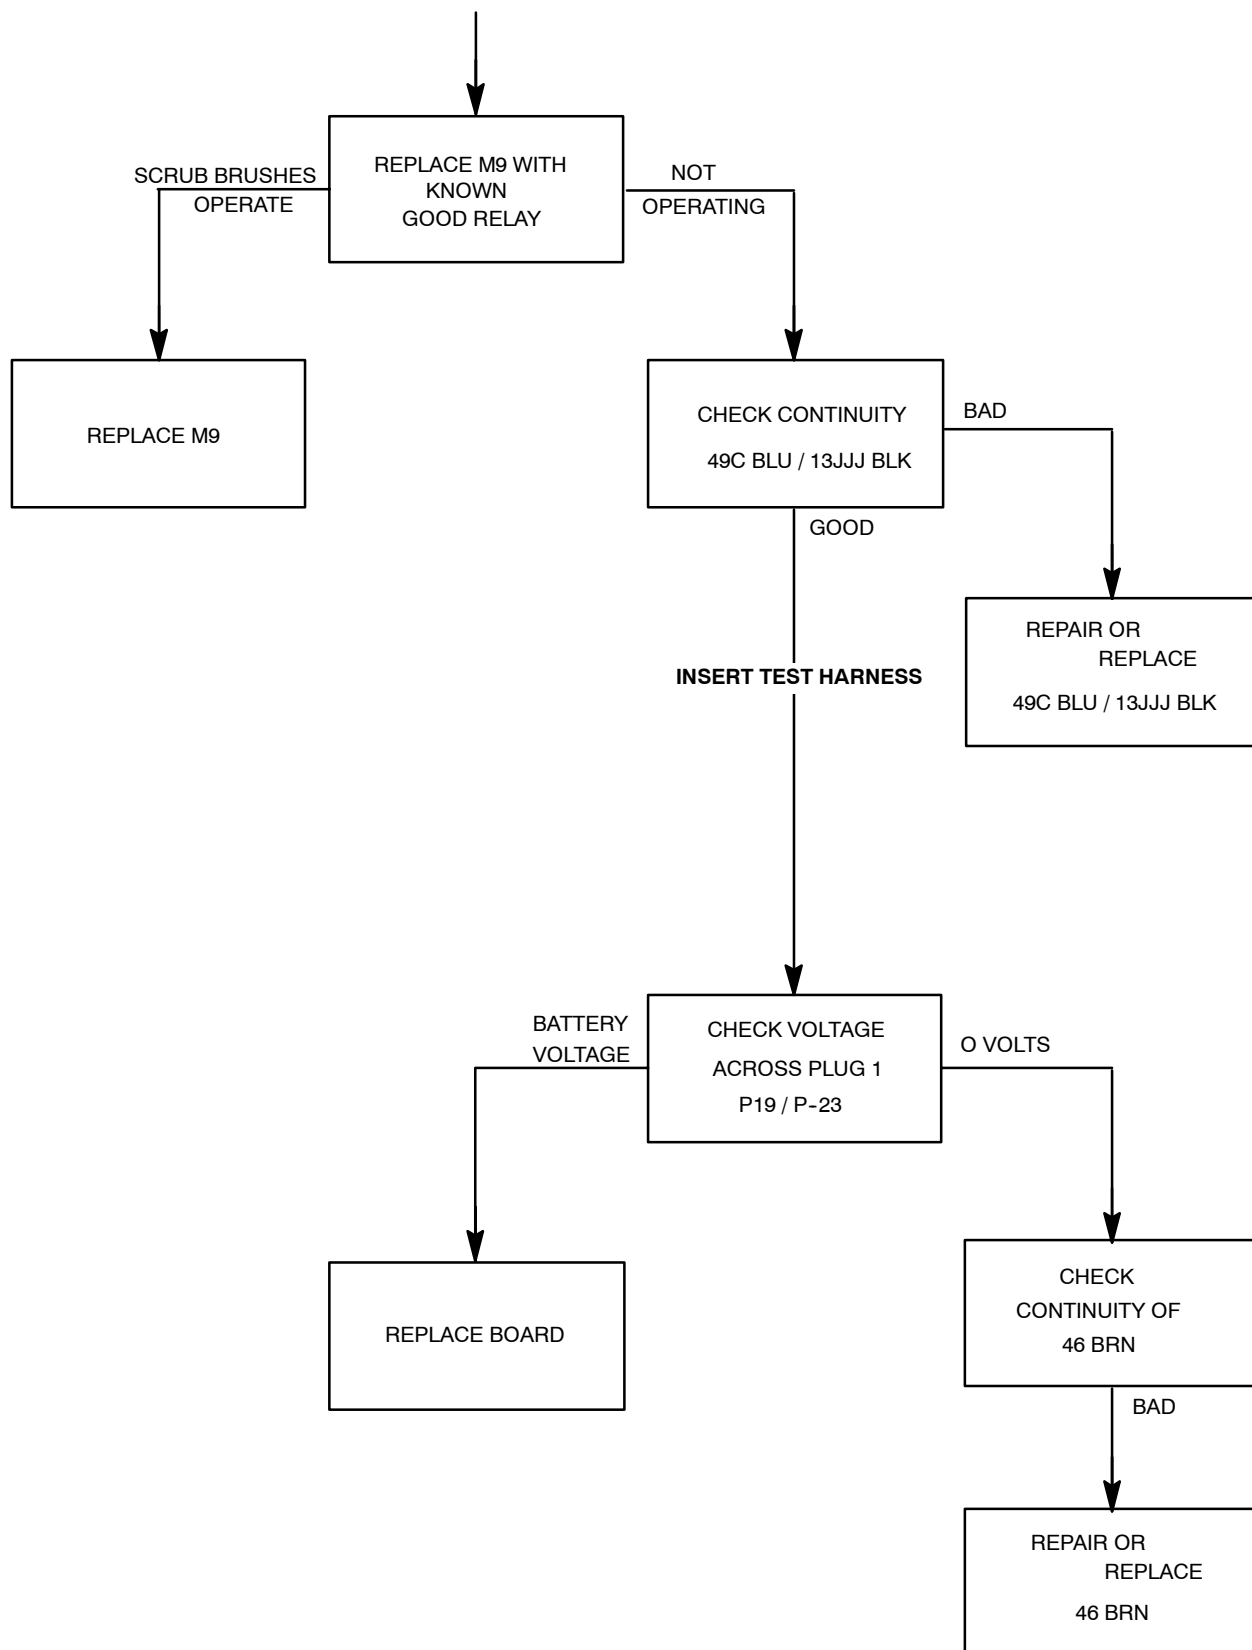 REPLACE M9 WITH
KNOWN
GOOD RELAY
SCRUB BRUSHES
OPERATE
NOT
OPERATING
REPLACE M9
CHECK CONTINUITY
49C BLU / 13JJJ BLK
BAD
GOOD
REPAIR OR
REPLACE
49C BLU / 13JJJ BLK
INSERT TEST HARNESS
BATTERY
VOLTAGE
CHECK VOLTAGE
ACROSS PLUG 1
P19 / P-23
O VOLTS
REPLACE BOARD
CHECK
CONTINUITY OF
46 BRN
BAD
REPAIR OR
REPLACE
46 BRN